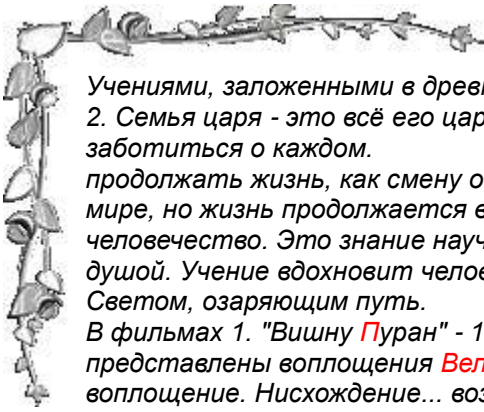 Учениями, заложенными в древ
2. Семья царя - это всё его цар
заботиться о каждом.
продолжать жизнь, как смену о
мире, но жизнь продолжается в
человечество. Это знание науч
душой. Учение вдохновит чело
Светом, озаряющим путь.
В фильмах 1. "Вишну Пуран" - 1
представлены воплощения Вел
воплощение. Нисхождение... воз